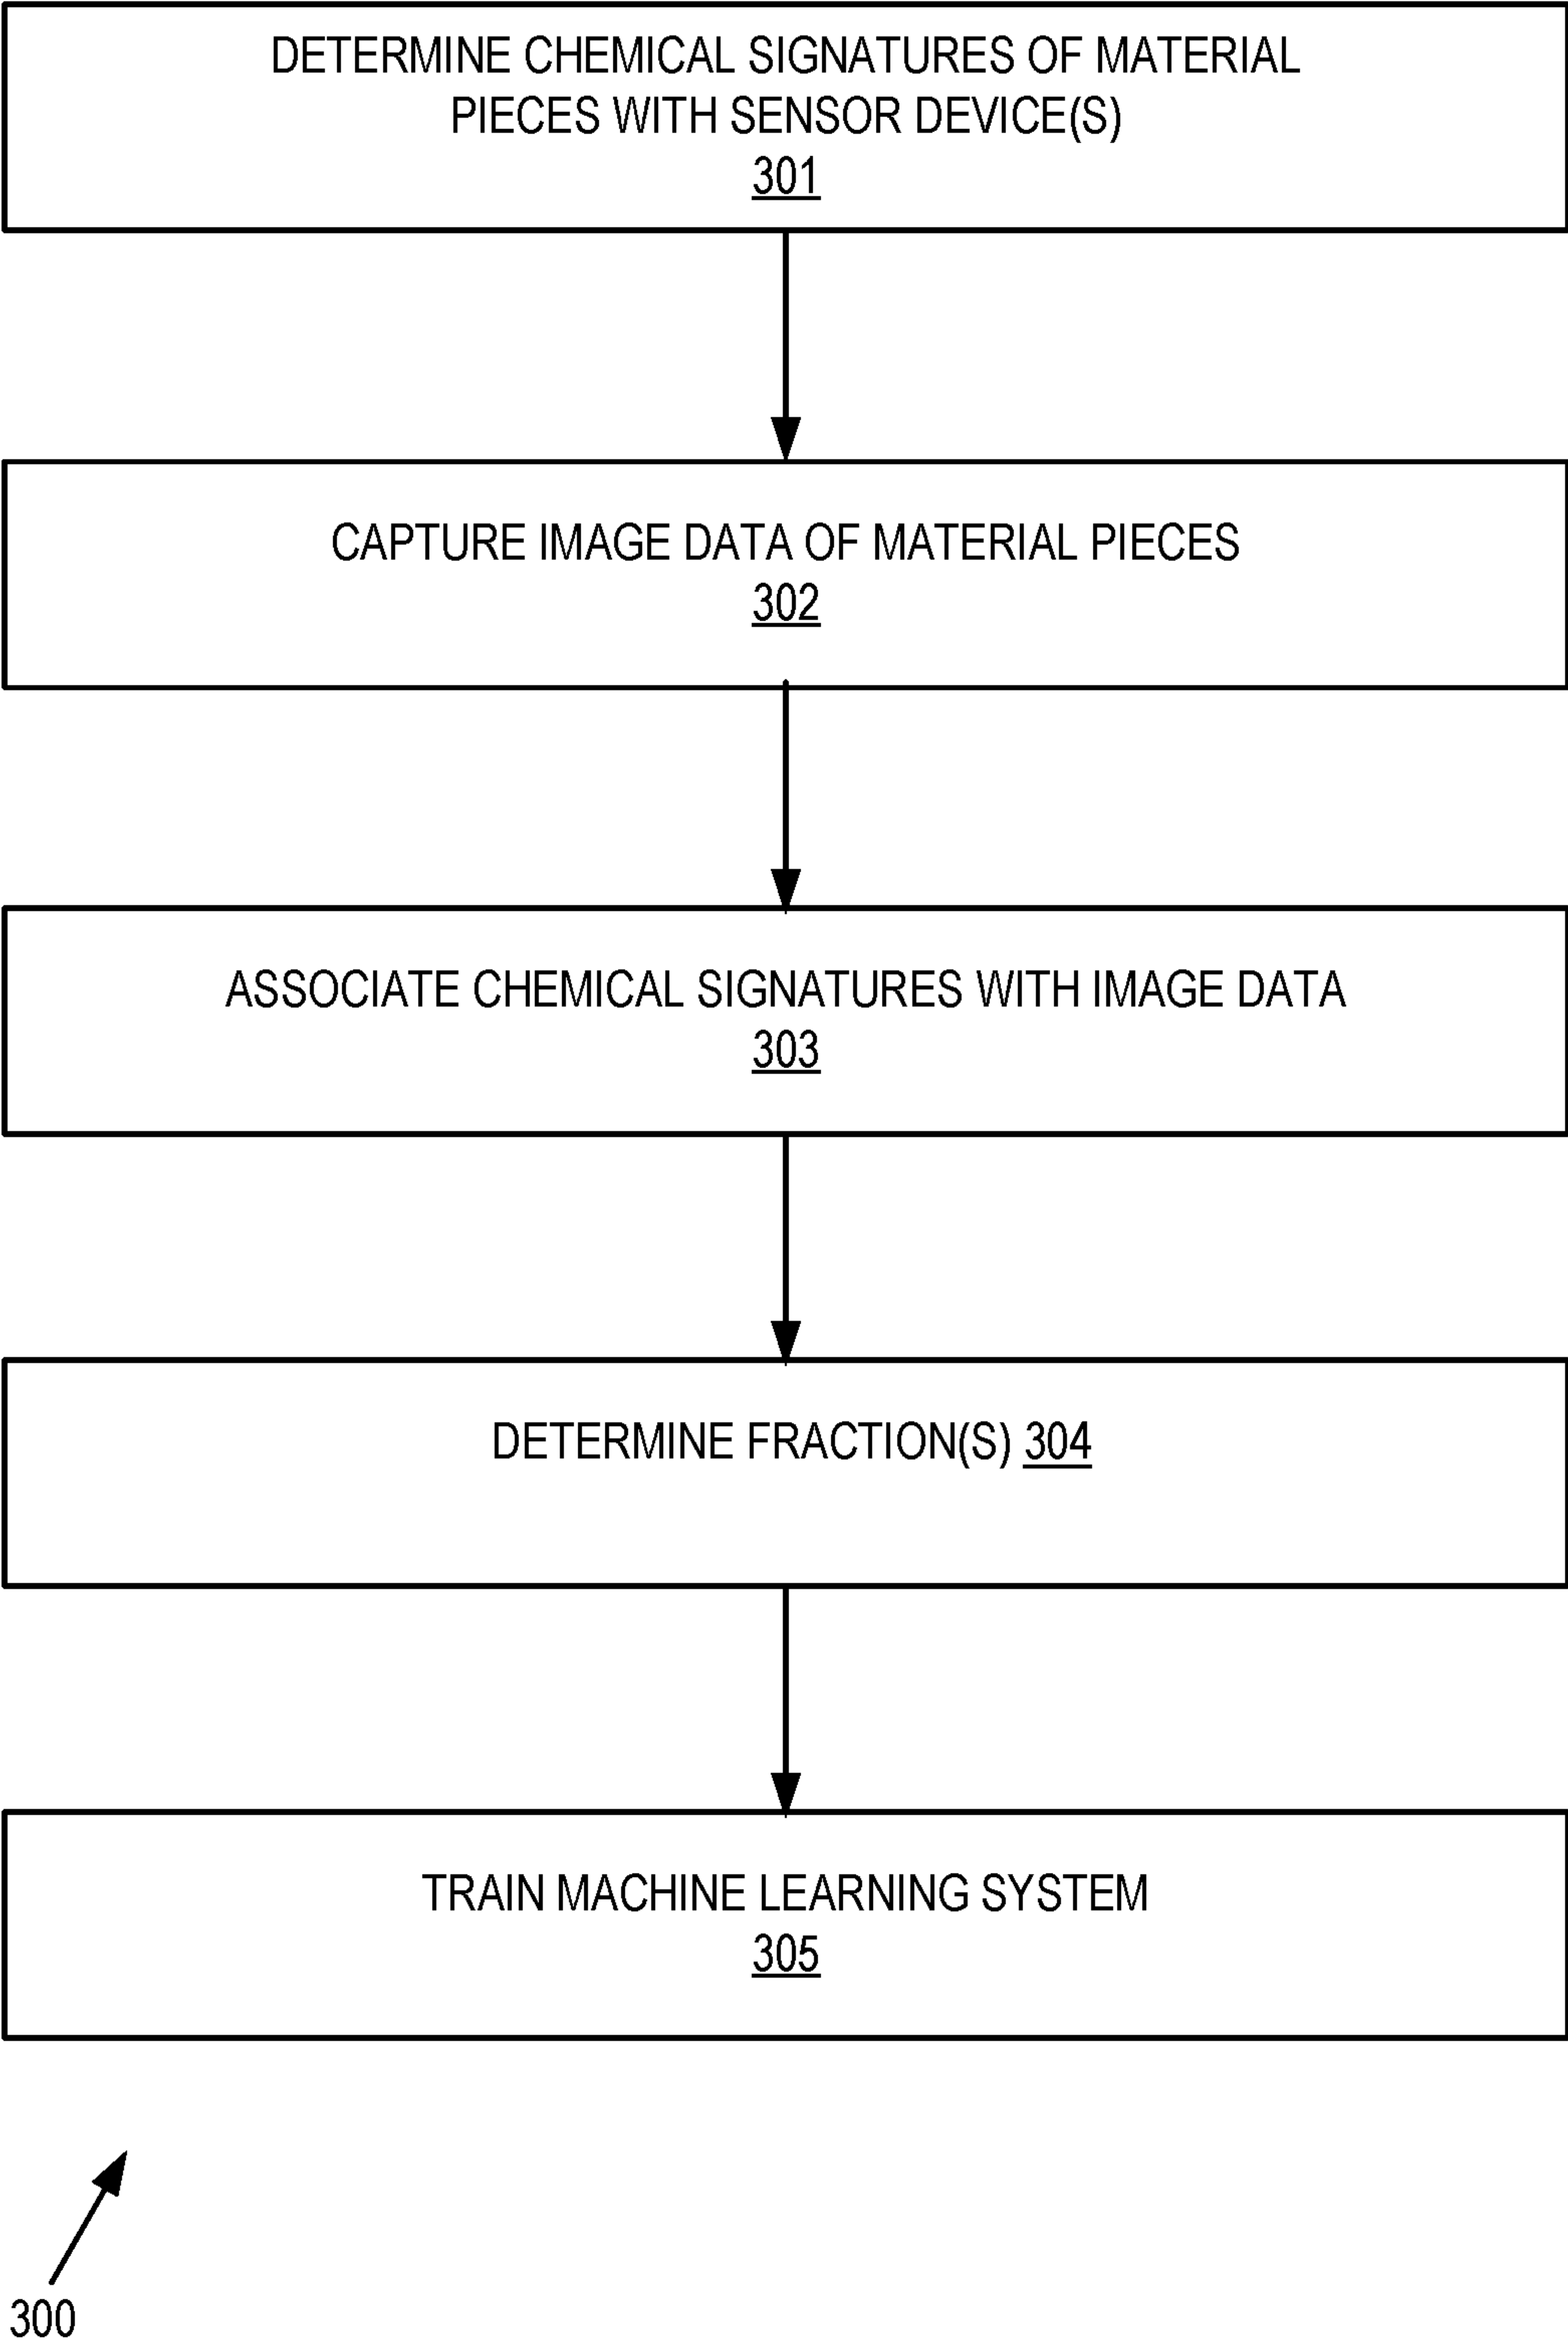 DETERMINE CHEMICAL SIGNATURES OF MATERIAL
PIECES WITH SENSOR DEVICE(S)
301
CAPTURE IMAGE DATA OF MATERIAL PIECES
302
ASSOCIATE CHEMICAL SIGNATURES WITH IMAGE DATA
303
DETERMINE FRACTION(S) 304
TRAIN MACHINE LEARNING SYSTEM
305
300